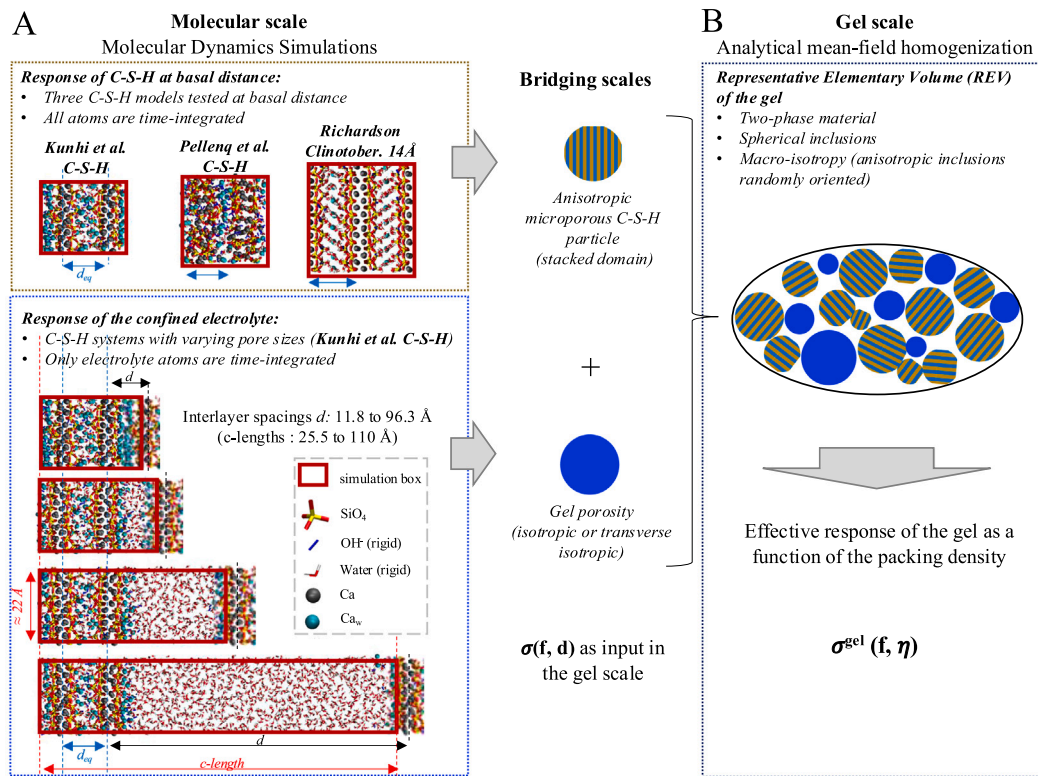 A
Molecular scale
Molecular Dynamics Simulations
Response of C-S-H at basal distance:
• Three C-S-H models tested at basal distance
• All atoms are time-integrated
Kunhi et al.
C-S-H
Pellenq et al.
C-S-H
Richardson
Clinotober. 14Å
d_eq
Response of the confined electrolyte:
• C-S-H systems with varying pore sizes (Kunhi et al. C-S-H)
• Only electrolyte atoms are time-integrated
d
Interlayer spacings d: 11.8 to 96.3 Å
(c-lengths : 25.5 to 110 Å)
simulation box
SiO₄
OH⁻ (rigid)
Water (rigid)
Ca
Ca_w
≈ 22 Å
d
d_eq
c-length
Bridging scales
Anisotropic
microporous C-S-H
particle
(stacked domain)
+
Gel porosity
(isotropic or transverse
isotropic)
σ(f, d) as input in
the gel scale
B
Gel scale
Analytical mean-field homogenization
Representative Elementary Volume (REV)
of the gel
• Two-phase material
• Spherical inclusions
• Macro-isotropy (anisotropic inclusions
randomly oriented)
Effective response of the gel as a
function of the packing density
σ^gel (f, η)